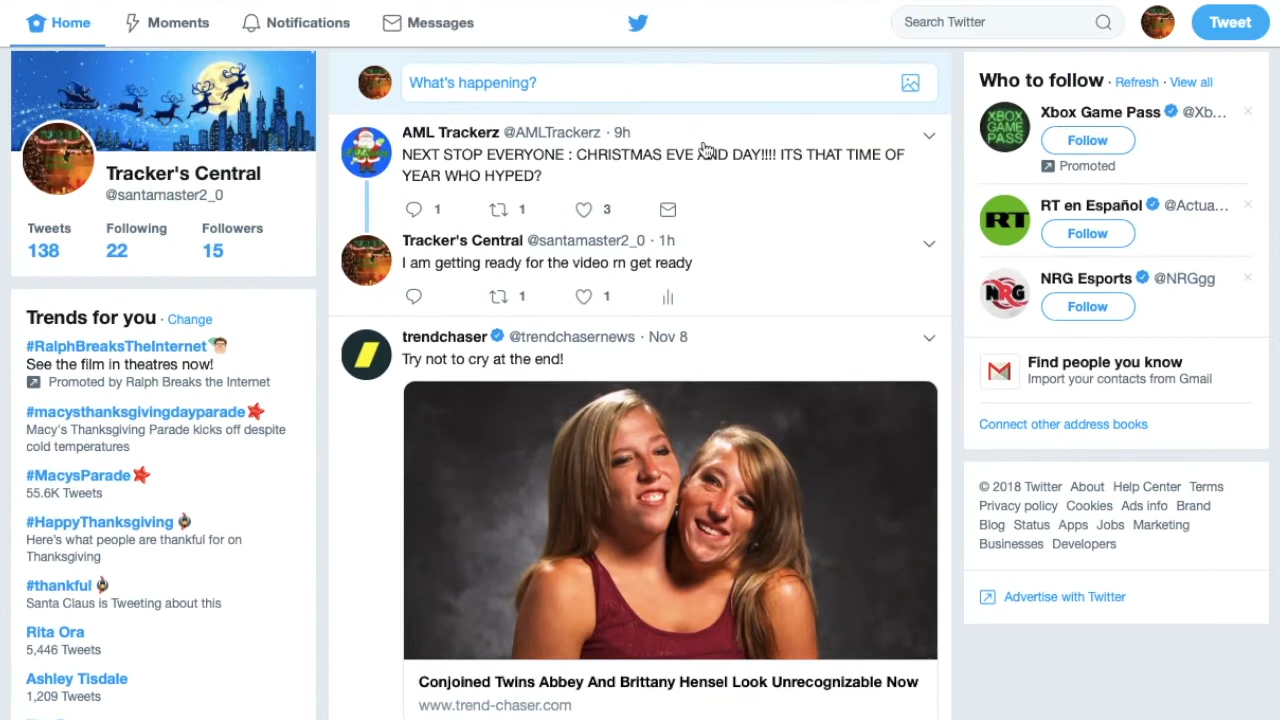 Home Moments Notifications Messages Search Twitter Tweet
Tracker's Central
@santamaster2_0
Tweets Following Followers
138 22 15
Trends for you · Change
#RalphBreaksTheInternet
See the film in theatres now!
Promoted by Ralph Breaks the Internet
#macysthanksgivingdayparade
Macy's Thanksgiving Parade kicks off despite
cold temperatures
#MacysParade
55.6K Tweets
#HappyThanksgiving
Here's what people are thankful for on
Thanksgiving
#thankful
Santa Claus is Tweeting about this
Rita Ora
5,446 Tweets
Ashley Tisdale
1,209 Tweets
What's happening?
AML Trackerz @AMLTrackerz · 9h
NEXT STOP EVERYONE : CHRISTMAS EVE AND DAY!!!! ITS THAT TIME OF
YEAR WHO HYPED?
1 1 3
Tracker's Central @santamaster2_0 · 1h
I am getting ready for the video rn get ready
1 1
trendchaser @trendchasernews · Nov 8
Try not to cry at the end!
Conjoined Twins Abbey And Brittany Hensel Look Unrecognizable Now
www.trend-chaser.com
Who to follow · Refresh · View all
XBOX
GAME
PASS
Xbox Game Pass @Xb...
Follow
Promoted
RT
RT en Español @Actua...
Follow
NRG
NRG Esports @NRGgg
Follow
Find people you know
Import your contacts from Gmail
Connect other address books
© 2018 Twitter About Help Center Terms
Privacy policy Cookies Ads info Brand
Blog Status Apps Jobs Marketing
Businesses Developers
Advertise with Twitter